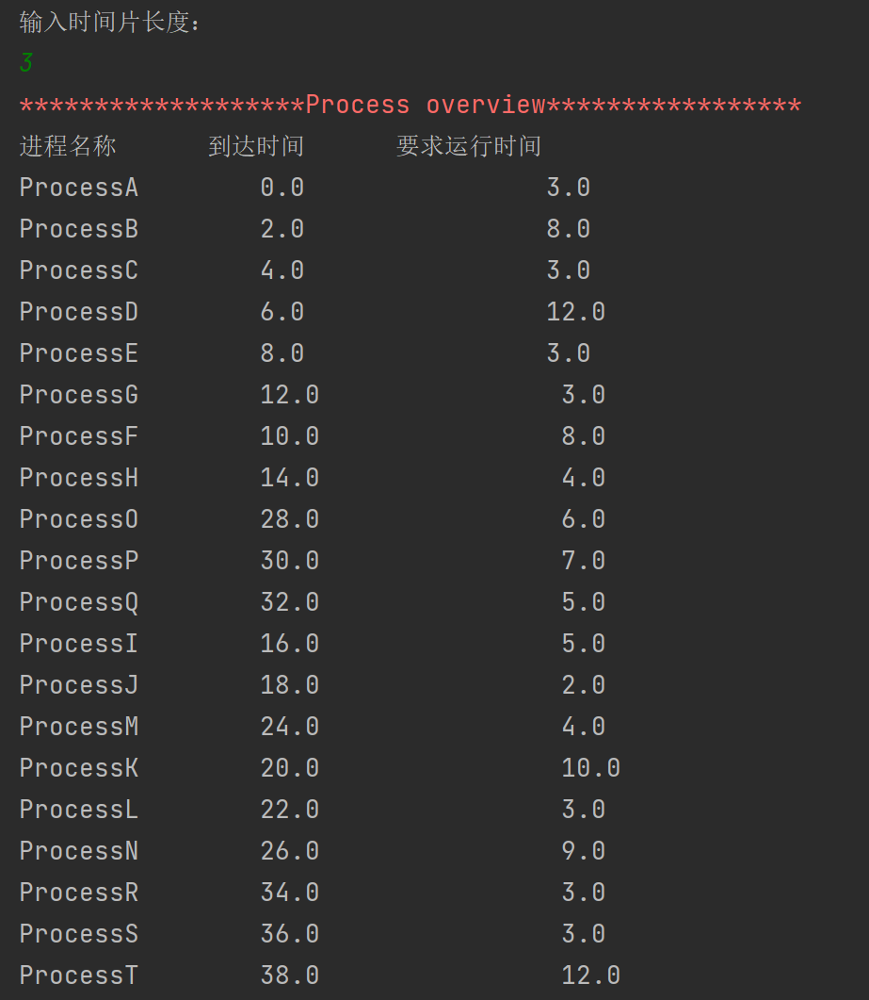 输入时间片长度:
3
*******************Process overview*****************
进程名称 到达时间 要求运行时间
ProcessA 0.0 3.0
ProcessB 2.0 8.0
ProcessC 4.0 3.0
ProcessD 6.0 12.0
ProcessE 8.0 3.0
ProcessG 12.0 3.0
ProcessF 10.0 8.0
ProcessH 14.0 4.0
ProcessO 28.0 6.0
ProcessP 30.0 7.0
ProcessQ 32.0 5.0
ProcessI 16.0 5.0
ProcessJ 18.0 2.0
ProcessM 24.0 4.0
ProcessK 20.0 10.0
ProcessL 22.0 3.0
ProcessN 26.0 9.0
ProcessR 34.0 3.0
ProcessS 36.0 3.0
ProcessT 38.0 12.0